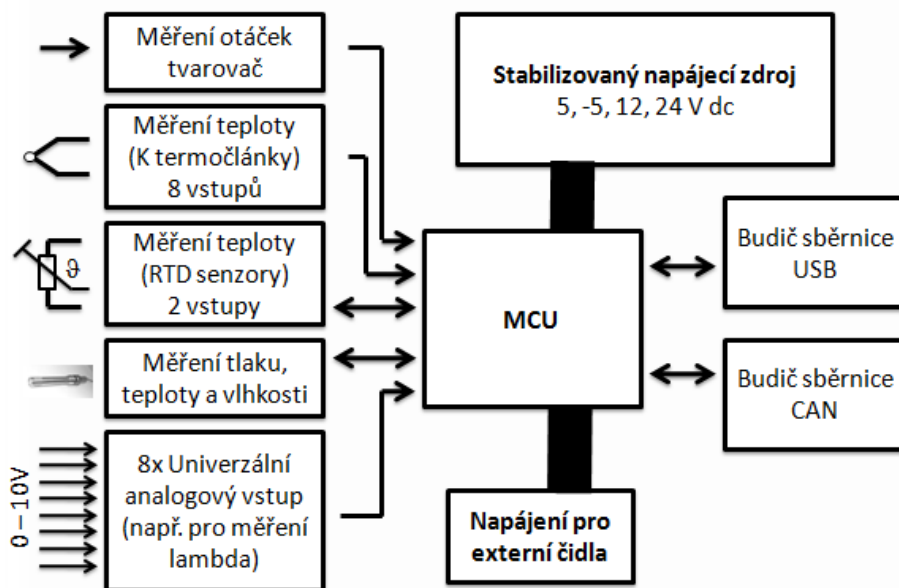 Měření otáček
tvarovač
Měření teploty
(K termočlánky)
8 vstupů
Měření teploty
(RTD senzory)
2 vstupy
ϑ
Měření tlaku,
teploty a vlhkosti
8x Univerzální
analogový vstup
(např. pro měření
lambda)
0 – 10V
Stabilizovaný napájecí zdroj
5, -5, 12, 24 V dc
MCU
Napájení pro
externí čidla
Budič sběrnice
USB
Budič sběrnice
CAN